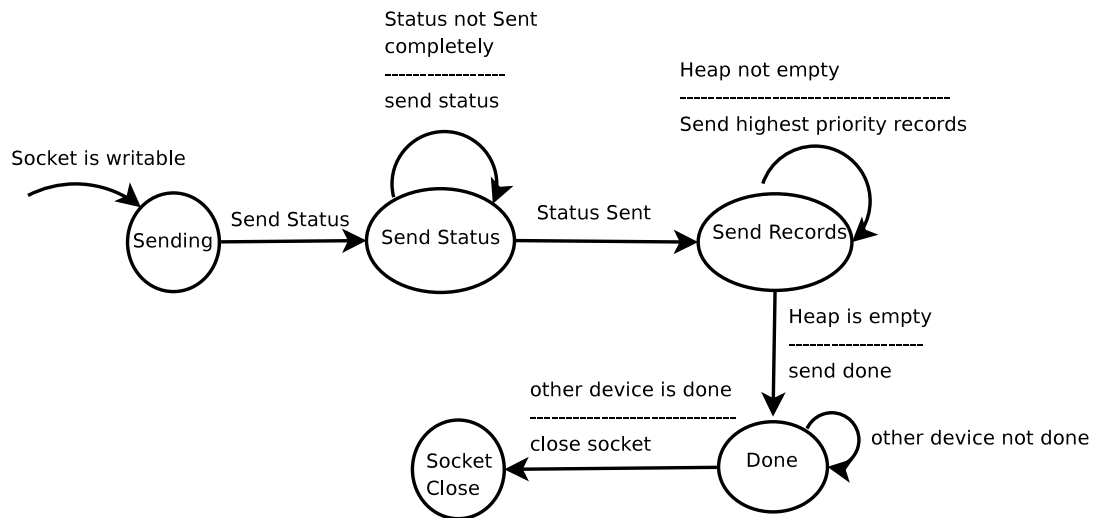 Status not Sent
completely
-----------------
send status
Heap not empty
--------------------------------------
Send highest priority records
Socket is writable
Sending
Send Status
Send Status
Status Sent
Send Records
Heap is empty
-------------------
send done
other device is done
-----------------------------
close socket
Socket
Close
Done
other device not done